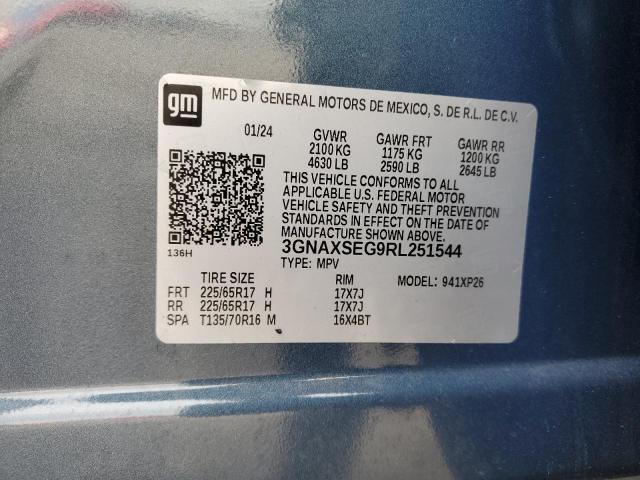 gm MFD BY GENERAL MOTORS DE MEXICO, S. DE R.L. DE C.V.
01/24 GVWR GAWR FRT GAWR RR
2100 KG 1175 KG 1200 KG
4630 LB 2590 LB 2645 LB
THIS VEHICLE CONFORMS TO ALL
APPLICABLE U.S. FEDERAL MOTOR
VEHICLE SAFETY AND THEFT PREVENTION
STANDARDS IN EFFECT ON THE DATE OF
MANUFACTURE SHOWN ABOVE.
136H 3GNAXSEG9RL251544
TYPE: MPV MODEL: 941XP26
TIRE SIZE RIM
FRT 225/65R17 H 17X7J
RR 225/65R17 H 17X7J
SPA T135/70R16 M 16X4BT